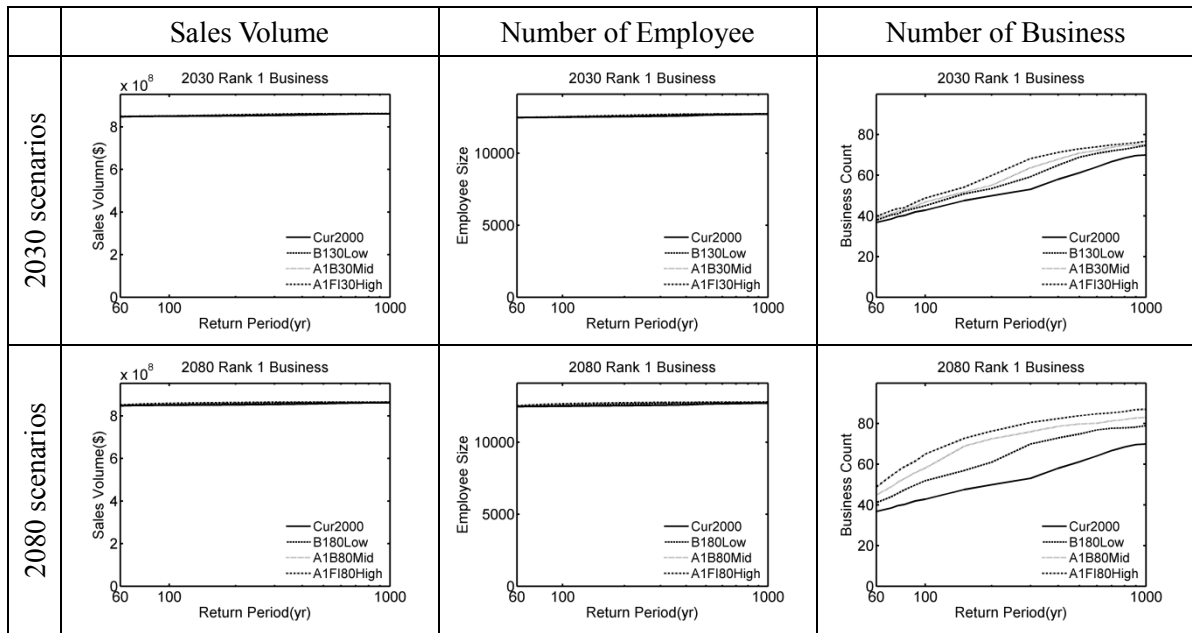 Sales Volume
Number of Employee
Number of Business
2030 scenarios
x 10⁸
2030 Rank 1 Business
Sales Volumn($)
8
6
4
2
0
Cur2000
B130Low
A1B30Mid
A1FI30High
60
100
1000
Return Period(yr)
2030 Rank 1 Business
Employee Size
10000
5000
0
Cur2000
B130Low
A1B30Mid
A1FI30High
60
100
1000
Return Period(yr)
2030 Rank 1 Business
Business Count
80
60
40
20
0
Cur2000
B130Low
A1B30Mid
A1FI30High
60
100
1000
Return Period(yr)
2080 scenarios
x 10⁸
2080 Rank 1 Business
Sales Volume($)
8
6
4
2
0
Cur2000
B180Low
A1B80Mid
A1FI80High
60
100
1000
Return Period(yr)
2080 Rank 1 Business
Employee Size
10000
5000
0
Cur2000
B180Low
A1B80Mid
A1FI80High
60
100
1000
Return Period(yr)
2080 Rank 1 Business
Business Count
80
60
40
20
0
Cur2000
B180Low
A1B80Mid
A1FI80High
60
100
1000
Return Period(yr)